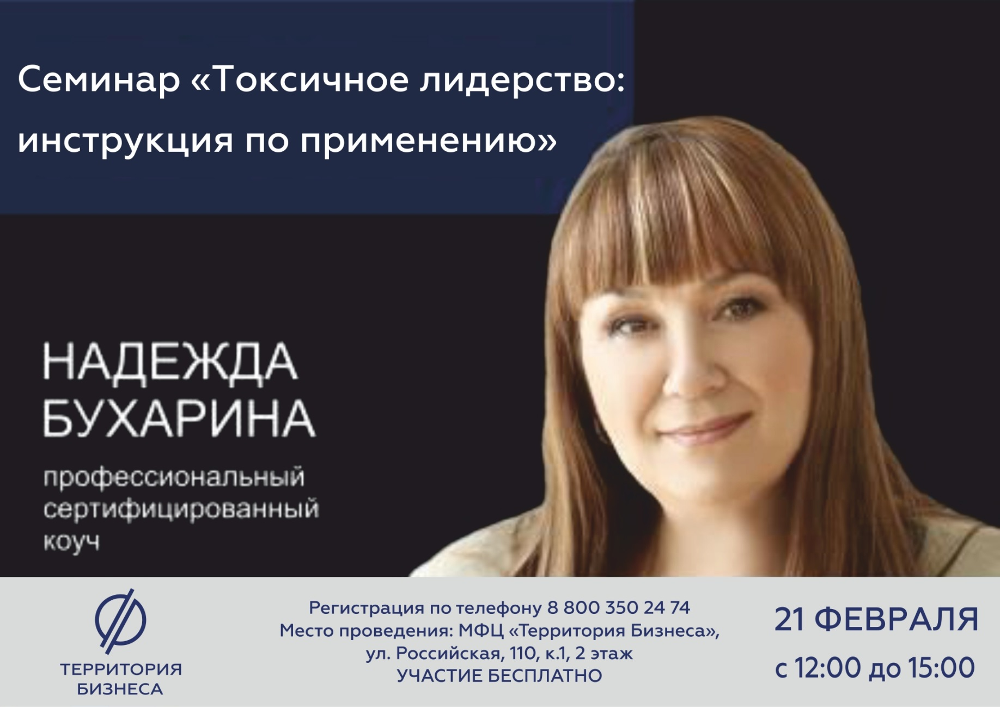 Семинар «Токсичное лидерство:
инструкция по применению»
НАДЕЖДА
БУХАРИНА
профессиональный
сертифицированный
коуч
ТЕРРИТОРИЯ
БИЗНЕСА
Регистрация по телефону 8 800 350 24 74
Место проведения: МФЦ «Территория Бизнеса»,
ул. Российская, 110, к.1, 2 этаж
УЧАСТИЕ БЕСПЛАТНО
21 ФЕВРАЛЯ
с 12:00 до 15:00